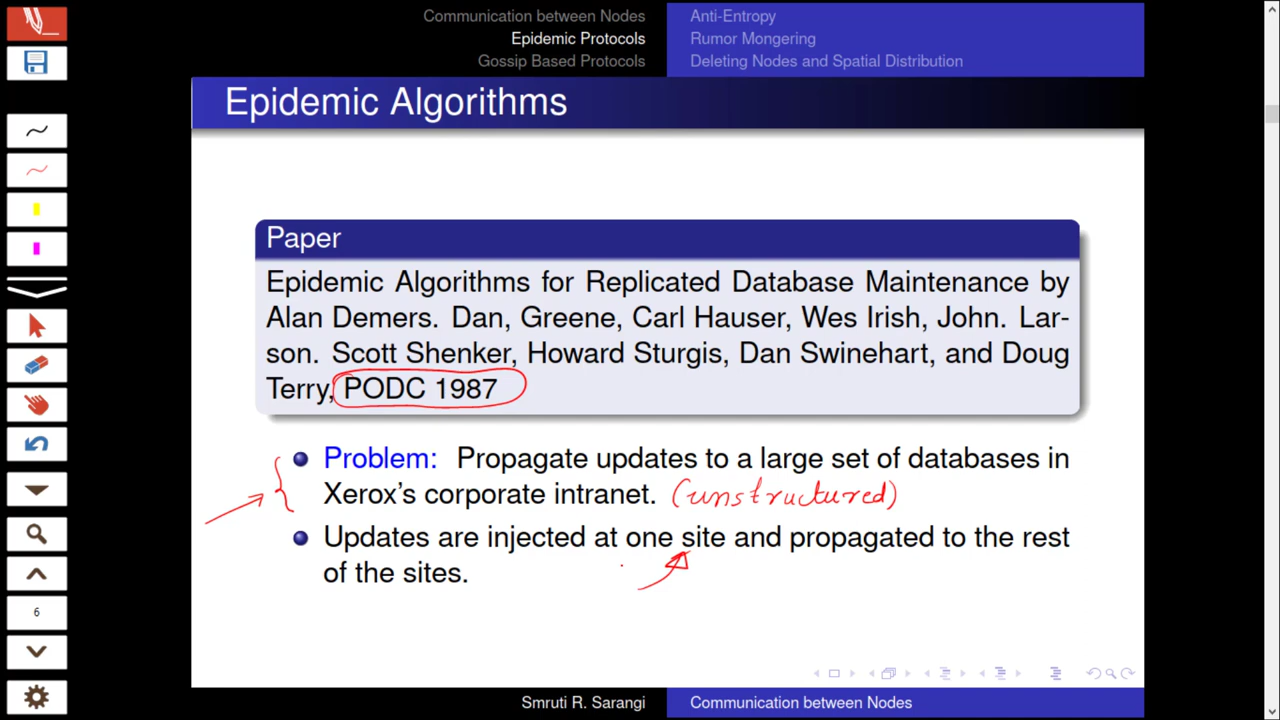 Communication between Nodes
Epidemic Protocols
Gossip Based Protocols
Anti-Entropy
Rumor Mongering
Deleting Nodes and Spatial Distribution
Epidemic Algorithms
Paper
Epidemic Algorithms for Replicated Database Maintenance by
Alan Demers. Dan, Greene, Carl Hauser, Wes Irish, John. Lar-
son. Scott Shenker, Howard Sturgis, Dan Swinehart, and Doug
Terry, PODC 1987
Problem: Propagate updates to a large set of databases in
Xerox's corporate intranet. (unstructured)
Updates are injected at one site and propagated to the rest
of the sites.
6
Smruti R. Sarangi
Communication between Nodes